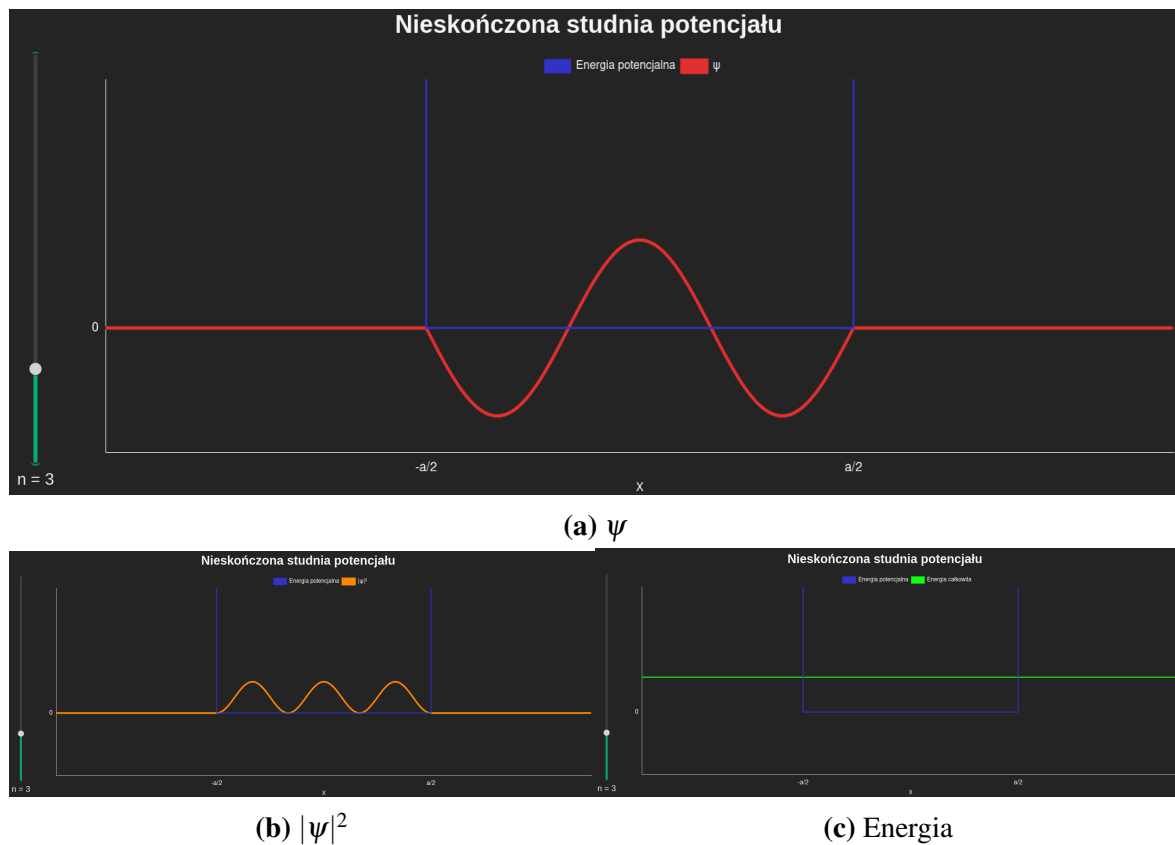 Nieskończona studnia potencjału
Energia potencjalna ψ
0
-a/2 a/2
n = 3
x
(a) ψ
Nieskończona studnia potencjału
Energia potencjalna |ψ|²
0
-a/2 a/2
n = 3
x
(b) |ψ|²
Nieskończona studnia potencjału
Energia potencjalna Energia całkowita
0
-a/2 a/2
n = 3
x
(c) Energia